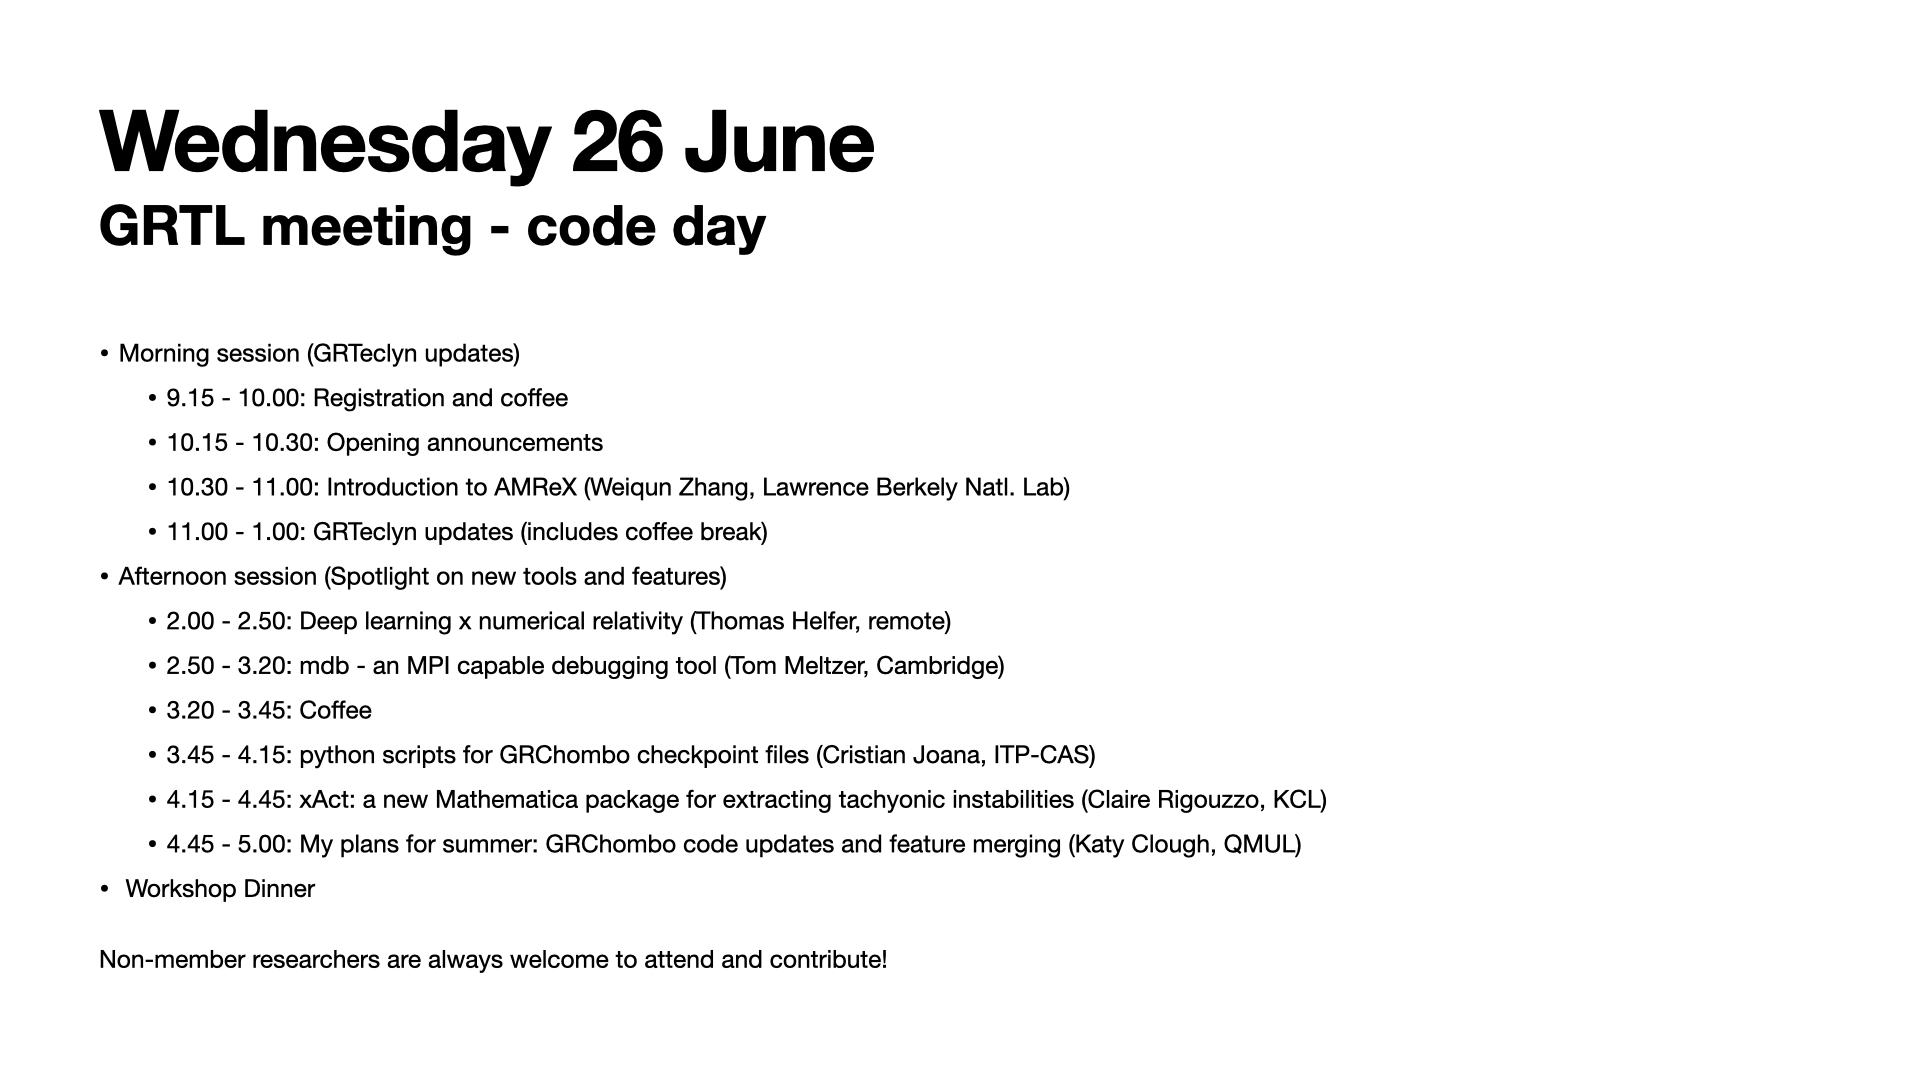 Wednesday 26 June
GRTL meeting - code day
• Morning session (GRTeclyn updates)
• 9.15 - 10.00: Registration and coffee
• 10.15 - 10.30: Opening announcements
• 10.30 - 11.00: Introduction to AMReX (Weiqun Zhang, Lawrence Berkely Natl. Lab)
• 11.00 - 1.00: GRTeclyn updates (includes coffee break)
• Afternoon session (Spotlight on new tools and features)
• 2.00 - 2.50: Deep learning x numerical relativity (Thomas Helfer, remote)
• 2.50 - 3.20: mdb - an MPI capable debugging tool (Tom Meltzer, Cambridge)
• 3.20 - 3.45: Coffee
• 3.45 - 4.15: python scripts for GRChombo checkpoint files (Cristian Joana, ITP-CAS)
• 4.15 - 4.45: xAct: a new Mathematica package for extracting tachyonic instabilities (Claire Rigouzzo, KCL)
• 4.45 - 5.00: My plans for summer: GRChombo code updates and feature merging (Katy Clough, QMUL)
• Workshop Dinner
Non-member researchers are always welcome to attend and contribute!